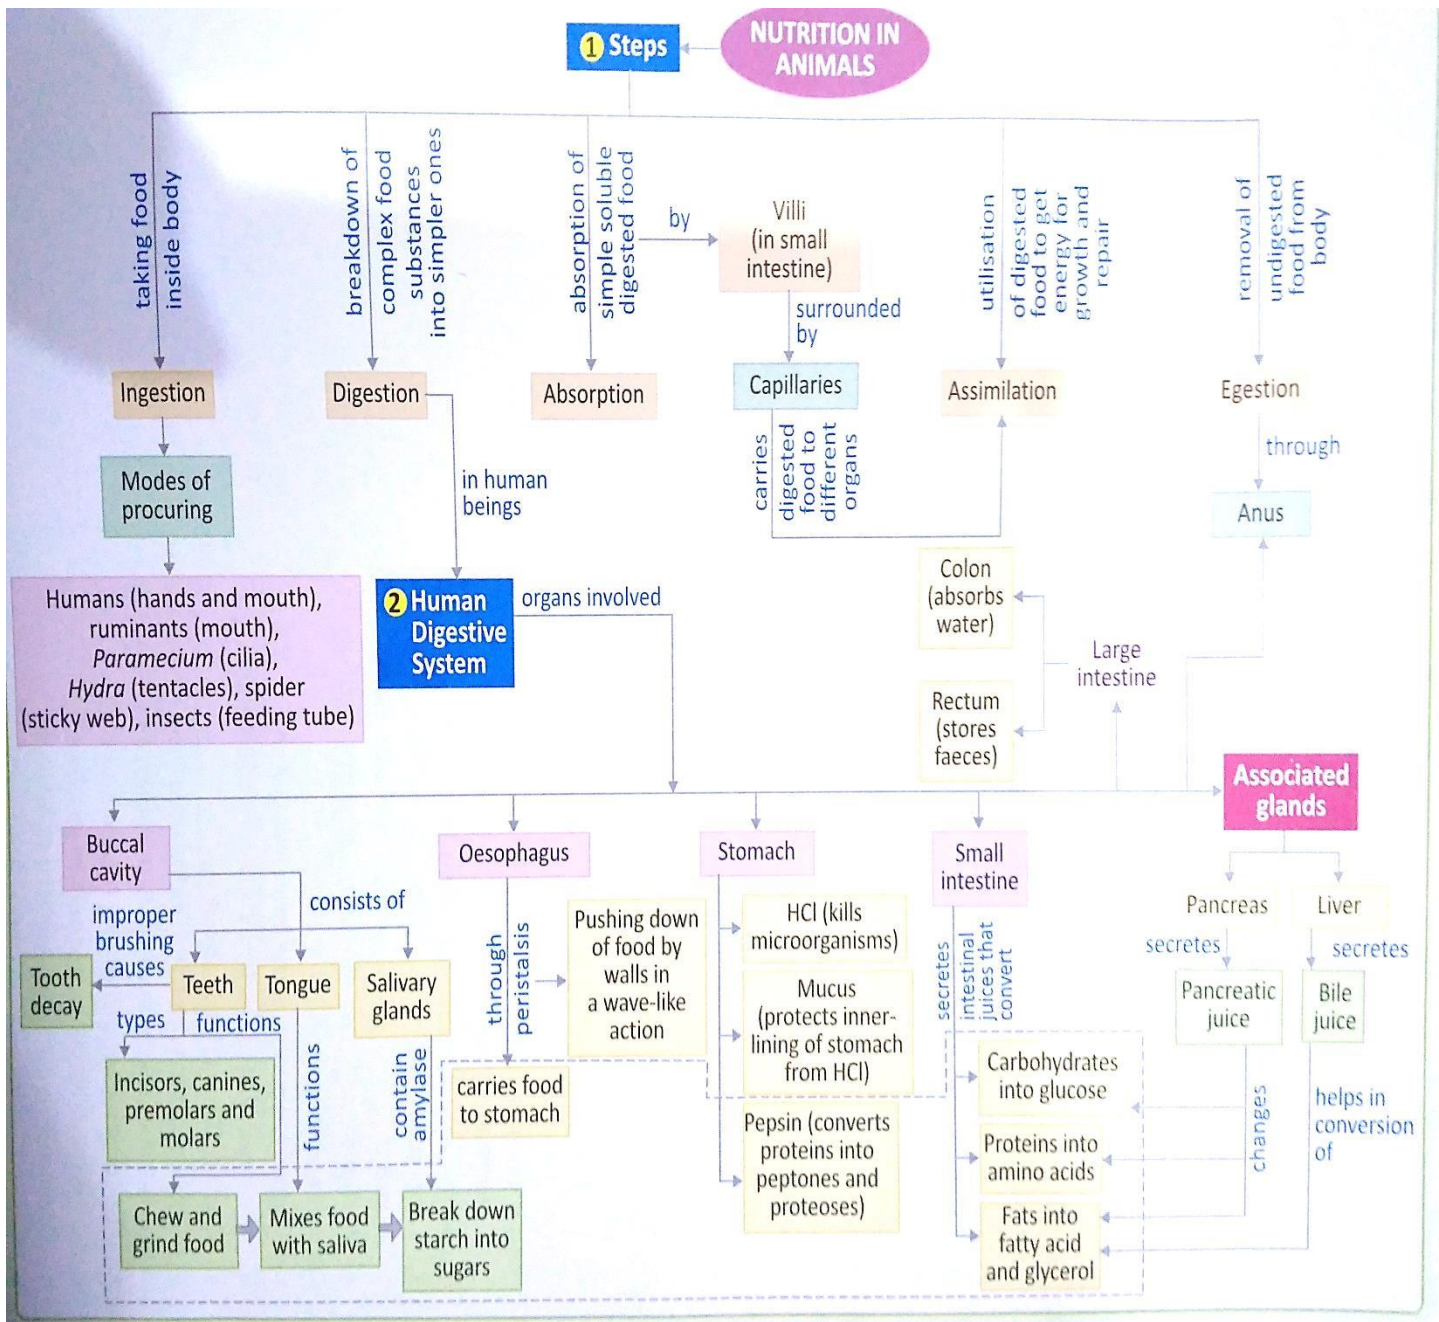 NUTRITION IN
ANIMALS
1 Steps
taking food
inside body
breakdown of
complex food
substances
into simpler ones
absorption of
simple soluble
digested food
by
Villi
(in small
intestine)
surrounded
by
utilisation
of digested
food to get
energy for
growth and
repair
removal of
undigested
food from
body
Ingestion
Digestion
Absorption
Capillaries
Assimilation
Egestion
carries
digested
food to
different
organs
through
Anus
Modes of
procuring
in human
beings
Humans (hands and mouth),
ruminants (mouth),
Paramecium (cilia),
Hydra (tentacles), spider
(sticky web), insects (feeding tube)
2 Human
Digestive
System
organs involved
Colon
(absorbs
water)
Large
intestine
Rectum
(stores
faeces)
Associated
glands
Buccal
cavity
Oesophagus
Stomach
Small
intestine
Pancreas
Liver
improper
brushing
causes
consists of
Tooth
decay
Teeth
Tongue
Salivary
glands
types
functions
functions
contain
amylase
through
peristalsis
Pushing down
of food by
walls in
a wave-like
action
carries food
to stomach
HCl (kills
microorganisms)
Mucus
(protects inner-
lining of stomach
from HCl)
Pepsin (converts
proteins into
peptones and
proteoses)
secretes
intestinal
juices that
convert
secretes
secretes
Pancreatic
juice
Bile
juice
Carbohydrates
into glucose
Proteins into
amino acids
Fats into
fatty acid
and glycerol
changes
helps in
conversion
of
Incisors, canines,
premolars and
molars
Chew and
grind food
Mixes food
with saliva
Break down
starch into
sugars